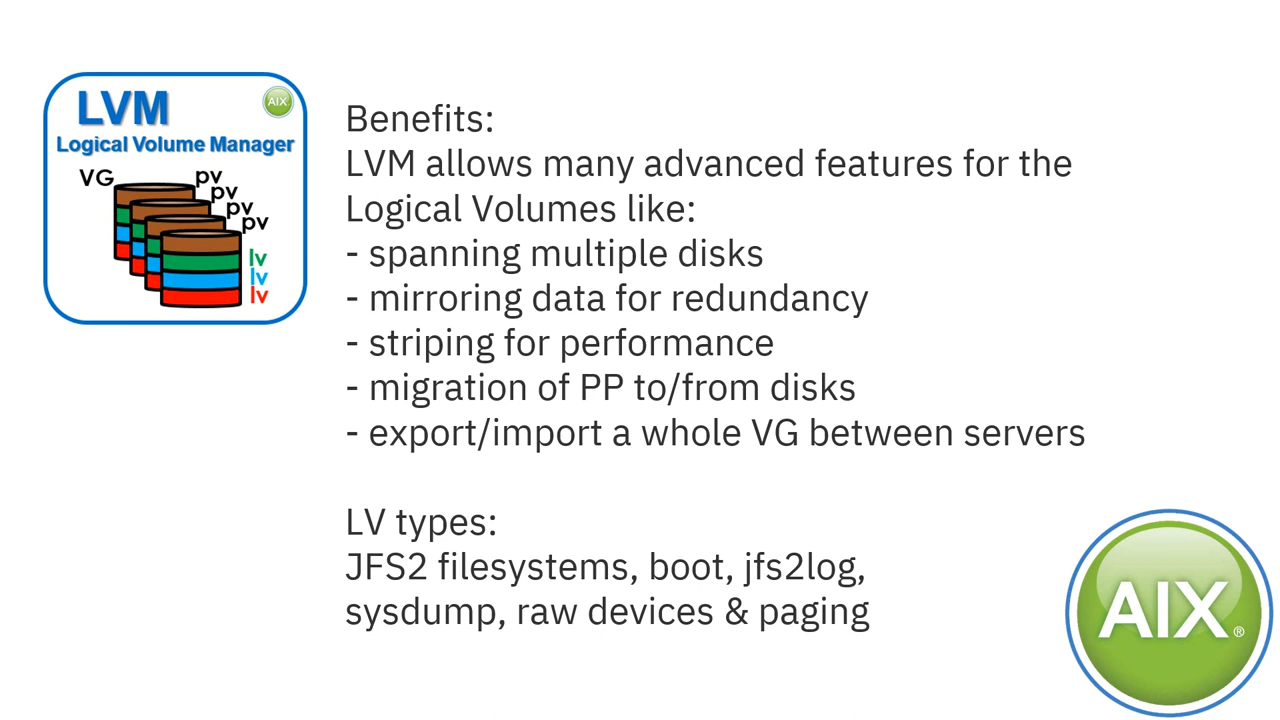 LVM
AIX
Logical Volume Manager
VG
pv
pv
pv
pv
lv
lv
lv
Benefits:
LVM allows many advanced features for the
Logical Volumes like:
- spanning multiple disks
- mirroring data for redundancy
- striping for performance
- migration of PP to/from disks
- export/import a whole VG between servers
LV types:
JFS2 filesystems, boot, jfs2log,
sysdump, raw devices & paging
AIX®